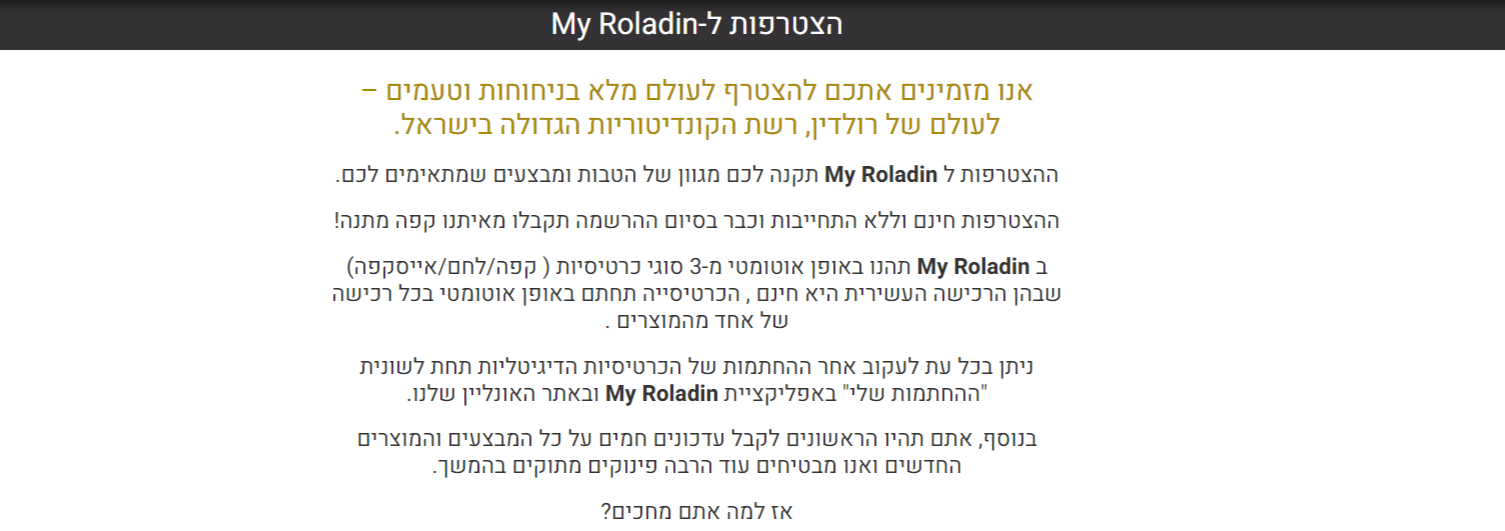 הצטרפות ל-My Roladin
אנו מזמינים אתכם להצטרף לעולם מלא בניחוחות וטעמים –
לעולם של רולדין, רשת הקונדיטוריות הגדולה בישראל.
ההצטרפות ל My Roladin תקנה לכם מגוון של הטבות ומבצעים שמתאימים לכם.
ההצטרפות חינם וללא התחייבות וכבר בסיום ההרשמה תקבלו מאיתנו קפה מתנה!
ב My Roladin תהנו באופן אוטומטי מ-3 סוגי כרטיסיות ( קפה/לחם/אייסקפה)
שבהן הרכישה העשירית היא חינם , הכרטיסייה תחתם באופן אוטומטי בכל רכישה
של אחד מהמוצרים .
ניתן בכל עת לעקוב אחר ההחתמות של הכרטיסיות הדיגיטליות תחת לשונית
"ההחתמות שלי" באפליקציית My Roladin ובאתר האונליין שלנו.
בנוסף, אתם תהיו הראשונים לקבל עדכונים חמים על כל המבצעים והמוצרים
החדשים ואנו מבטיחים עוד הרבה פינוקים מתוקים בהמשך.
אז למה אתם מחכים?